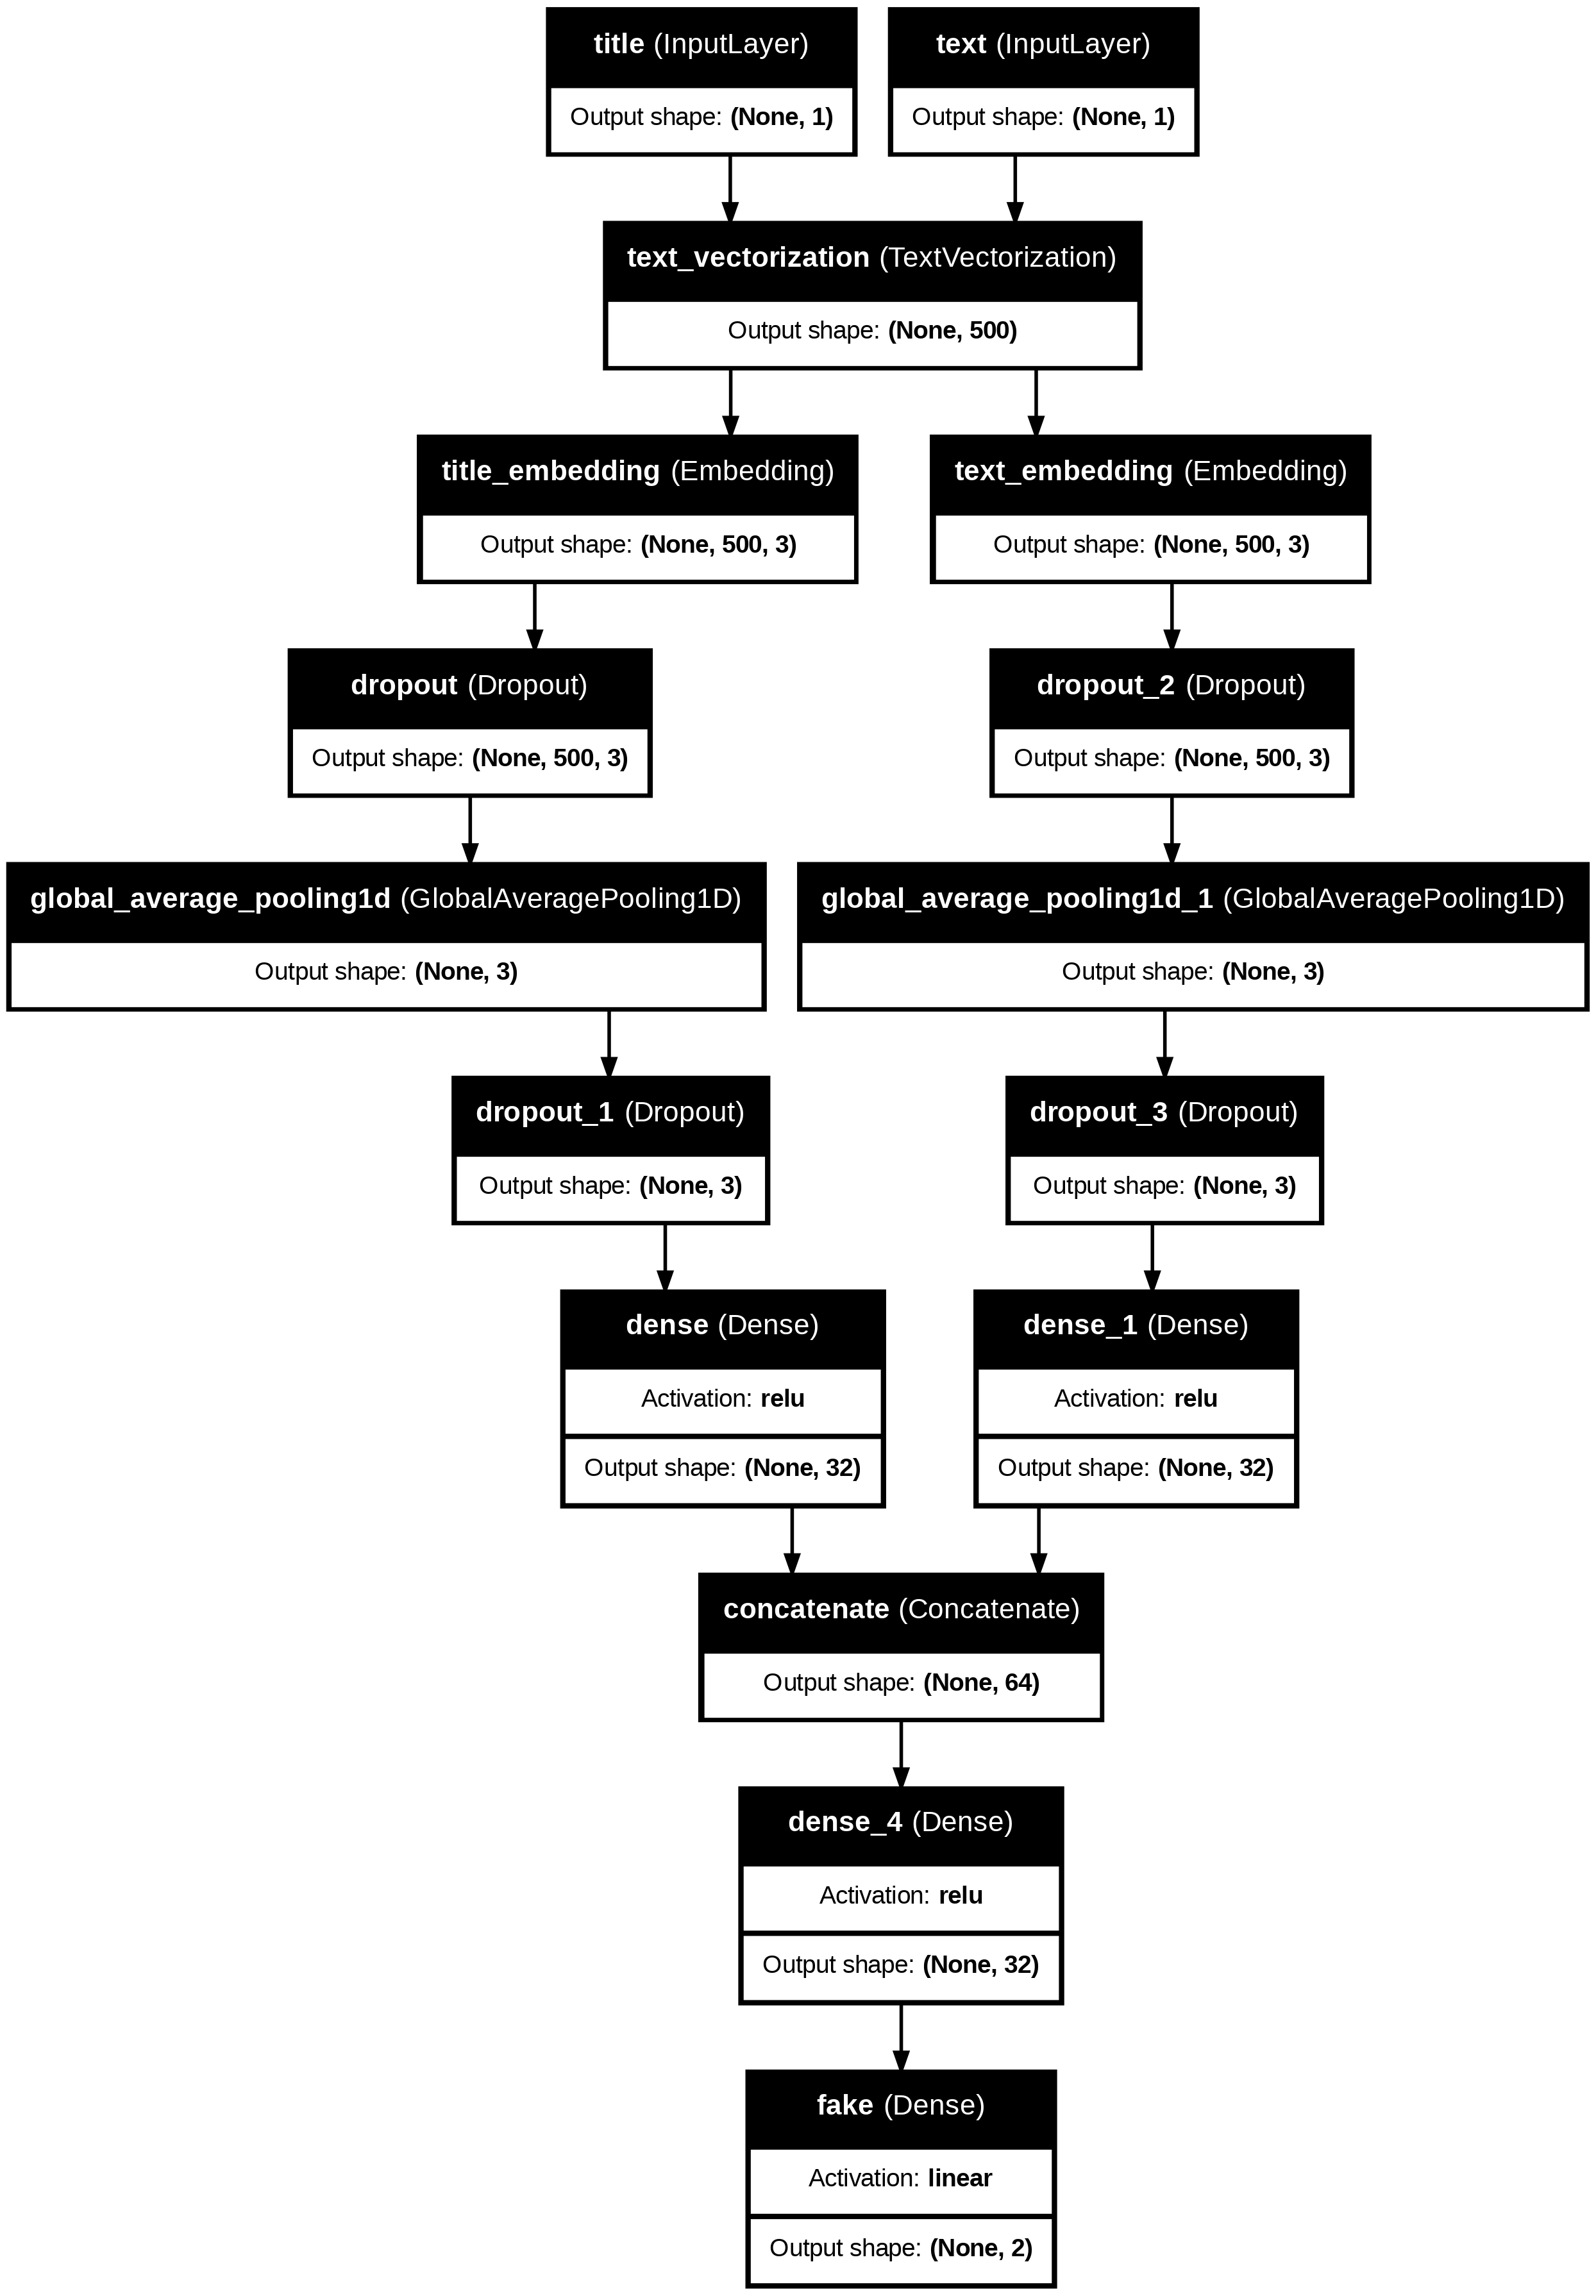 title (InputLayer)
Output shape: (None, 1)
text (InputLayer)
Output shape: (None, 1)
text_vectorization (TextVectorization)
Output shape: (None, 500)
title_embedding (Embedding)
Output shape: (None, 500, 3)
text_embedding (Embedding)
Output shape: (None, 500, 3)
dropout (Dropout)
Output shape: (None, 500, 3)
dropout_2 (Dropout)
Output shape: (None, 500, 3)
global_average_pooling1d (GlobalAveragePooling1D)
Output shape: (None, 3)
global_average_pooling1d_1 (GlobalAveragePooling1D)
Output shape: (None, 3)
dropout_1 (Dropout)
Output shape: (None, 3)
dropout_3 (Dropout)
Output shape: (None, 3)
dense (Dense)
Activation: relu
Output shape: (None, 32)
dense_1 (Dense)
Activation: relu
Output shape: (None, 32)
concatenate (Concatenate)
Output shape: (None, 64)
dense_4 (Dense)
Activation: relu
Output shape: (None, 32)
fake (Dense)
Activation: linear
Output shape: (None, 2)